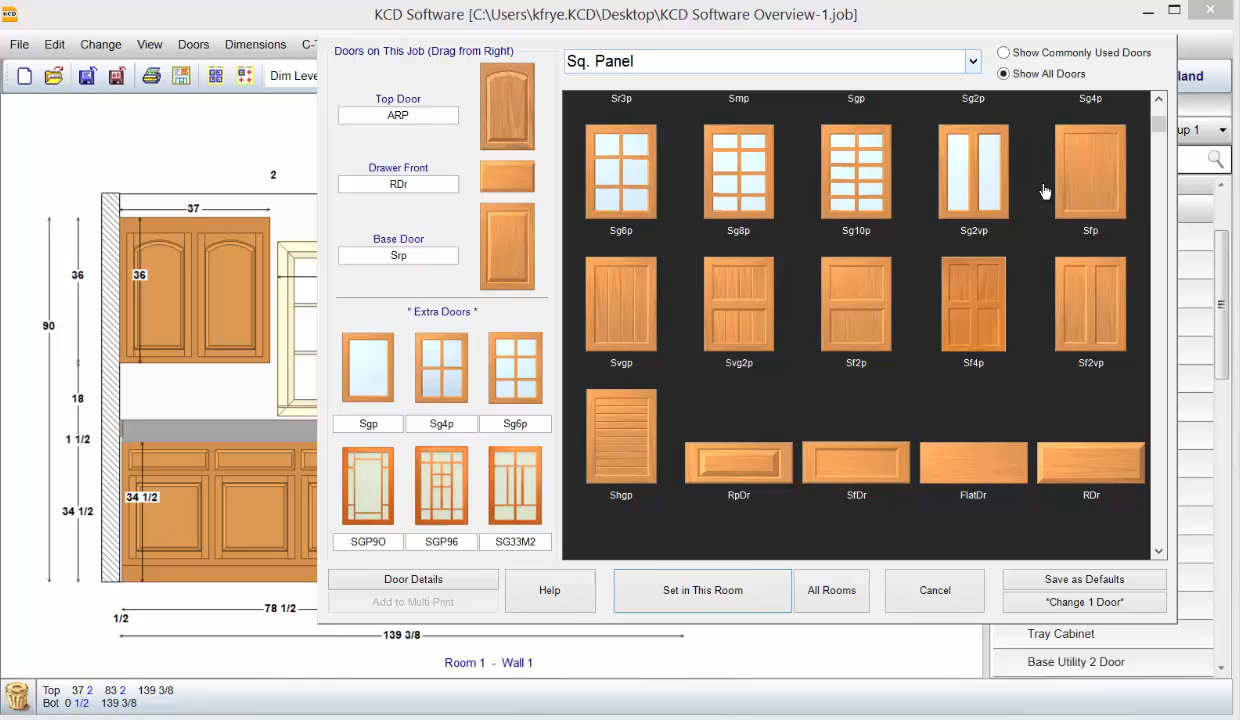 KCD Software [C:\Users\kfrye.KCD\Desktop\KCD Software Overview-1.job]
File Edit Change View Doors Dimensions C-T
Dim Leve
land
up 1
Doors on This Job (Drag from Right)
Top Door
ARP
Drawer Front
RDr
Base Door
Srp
* Extra Doors *
Sgp Sg4p Sg6p
SGP9O SGP96 SG33M2
Sq. Panel
Show Commonly Used Doors
Show All Doors
Sr3p Smp Sgp Sg2p Sg4p
Sg6p Sg8p Sg10p Sg2vp Sfp
Svgp Svg2p Sf2p Sf4p Sf2vp
Shgp RpDr SfDr FlatDr RDr
Door Details
Add to Multi-Print
Help
Set in This Room
All Rooms
Cancel
Save as Defaults
*Change 1 Door*
Tray Cabinet
Base Utility 2 Door
2
37
36
36
90
18
1 1/2
34 1/2
34 1/2
78 1/2
1/2
139 3/8
Room 1 - Wall 1
Top 37 2 83 2 139 3/8
Bot 0 1/2 139 3/8